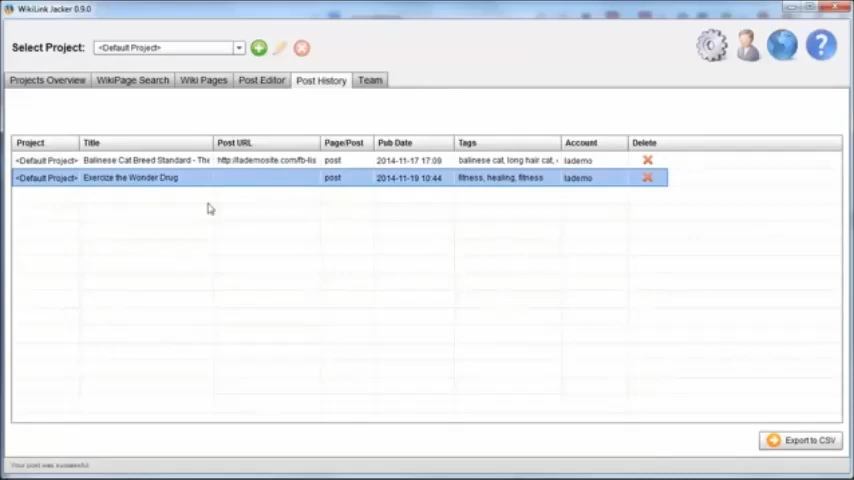 WikiLink Jacker 0.9.0
Select Project: <Default Project>
Projects Overview WikiPage Search Wiki Pages Post Editor Post History Team
Project Title Post URL Page/Post Pub Date Tags Account Delete
<Default Project> Balinese Cat Breed Standard - The http://lademosite.com/fb-lis post 2014-11-17 17:09 balinese cat, long hair cat, lademo
<Default Project> Exercize the Wonder Drug post 2014-11-19 10:44 fitness, healing, fitness lademo
Export to CSV
Your post was successful